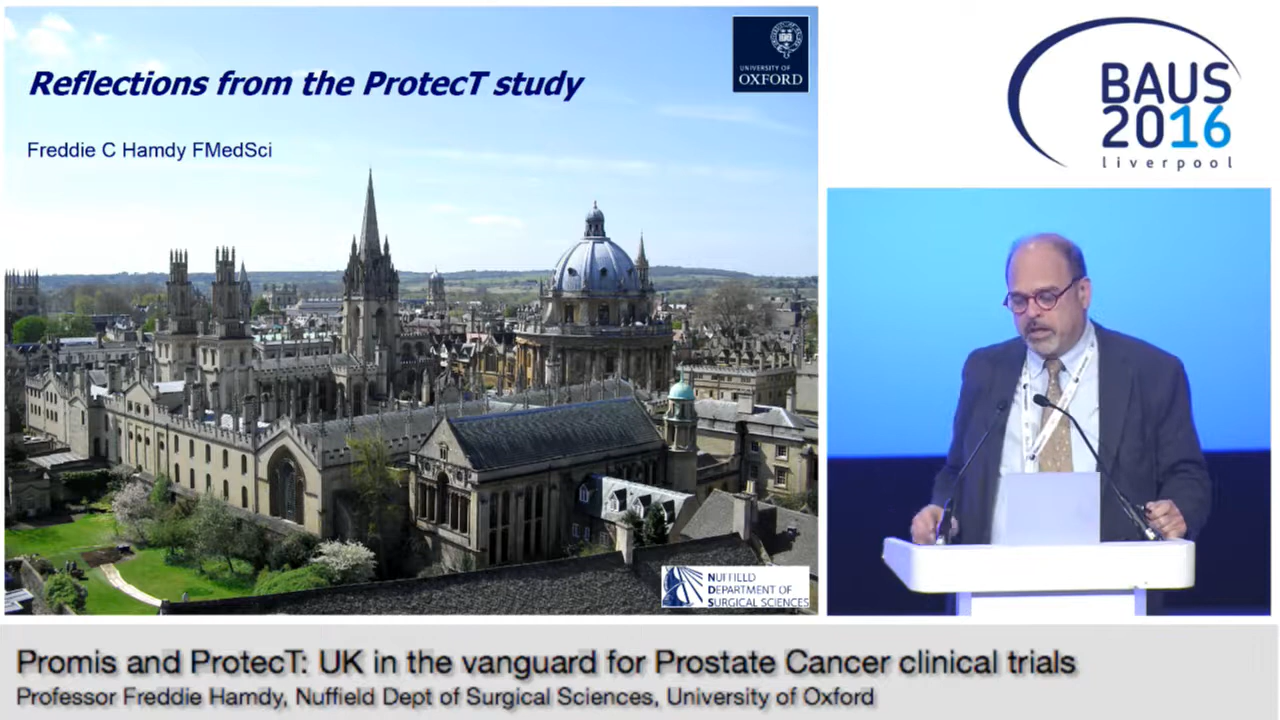 Reflections from the ProtecT study
Freddie C Hamdy FMedSci
UNIVERSITY OF
OXFORD
NUFFIELD
DEPARTMENT OF
SURGICAL SCIENCES
BAUS
2016
liverpool
Promis and ProtecT: UK in the vanguard for Prostate Cancer clinical trials
Professor Freddie Hamdy, Nuffield Dept of Surgical Sciences, University of Oxford